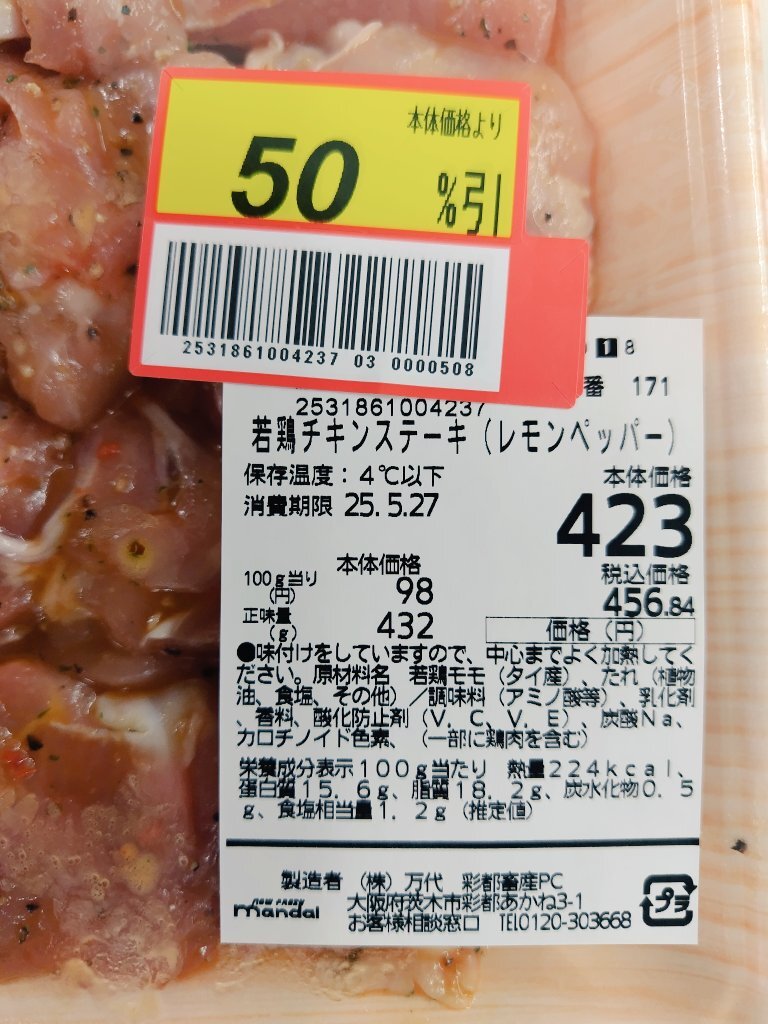 本体価格より
50 %引
2531861004237 03 0000508
1 8
番 171
2531861004237
若鶏チキンステーキ(レモンペッパー)
保存温度:4℃以下
消費期限 25.5.27
本体価格
423
税込価格
456.84
価格(円)
本体価格
100g当り(円) 98
正味量(g) 432
●味付けをしていますので、中心までよく加熱してく
ださい。原材料名 若鶏モモ(タイ産)、たれ(植物
油、食塩、その他)/調味料(アミノ酸等)、乳化剤
、香料、酸化防止剤(V.C、V.E)、炭酸Na、
カロチノイド色素、(一部に鶏肉を含む)
栄養成分表示100g当たり 熱量224kcal、
蛋白質15.6g、脂質18.2g、炭水化物0.5
g、食塩相当量1.2g(推定値)
製造者 (株)万代 彩都畜産PC
大阪府茨木市彩都あかね3-1
お客様相談窓口 TEL0120-303668
mandai
プラ